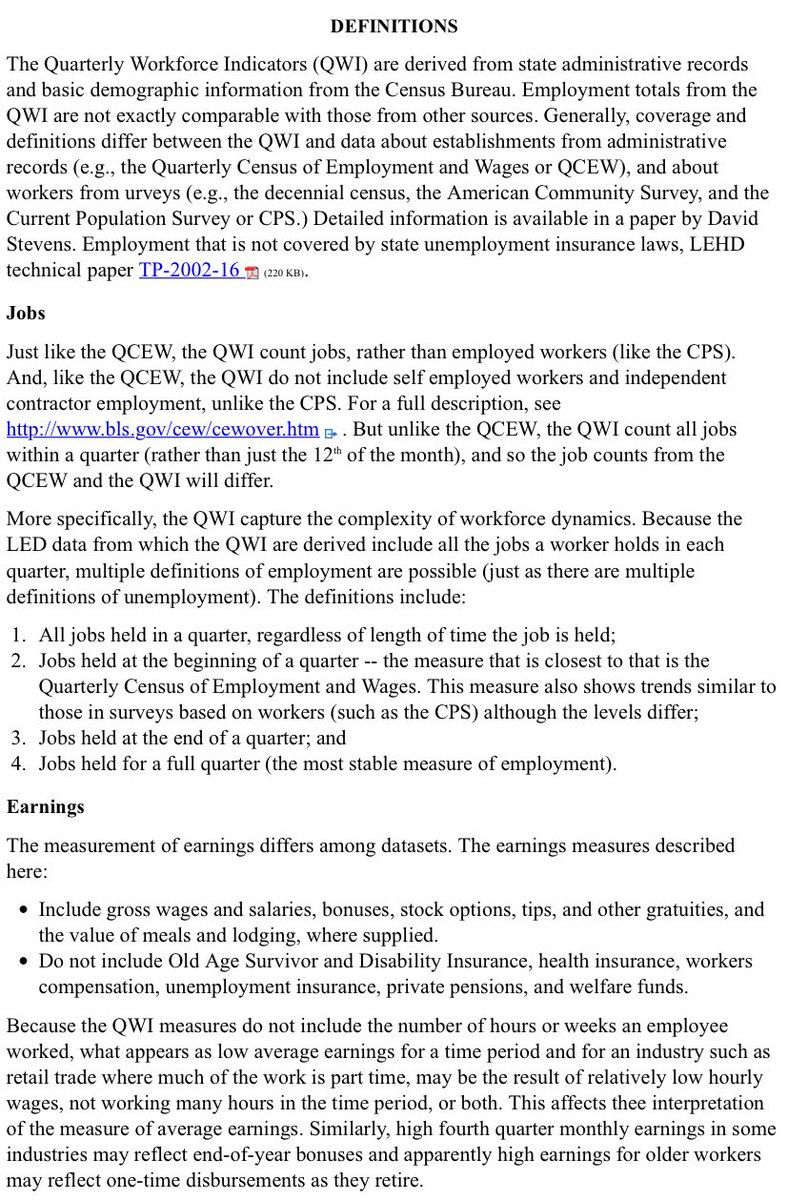 DEFINITIONS
The Quarterly Workforce Indicators (QWI) are derived from state administrative records
and basic demographic information from the Census Bureau. Employment totals from the
QWI are not exactly comparable with those from other sources. Generally, coverage and
definitions differ between the QWI and data about establishments from administrative
records (e.g., the Quarterly Census of Employment and Wages or QCEW), and about
workers from urveys (e.g., the decennial census, the American Community Survey, and the
Current Population Survey or CPS.) Detailed information is available in a paper by David
Stevens. Employment that is not covered by state unemployment insurance laws, LEHD
technical paper TP-2002-16 (220 KB).
Jobs
Just like the QCEW, the QWI count jobs, rather than employed workers (like the CPS).
And, like the QCEW, the QWI do not include self employed workers and independent
contractor employment, unlike the CPS. For a full description, see
http://www.bls.gov/cew/cewover.htm . But unlike the QCEW, the QWI count all jobs
within a quarter (rather than just the 12th of the month), and so the job counts from the
QCEW and the QWI will differ.
More specifically, the QWI capture the complexity of workforce dynamics. Because the
LED data from which the QWI are derived include all the jobs a worker holds in each
quarter, multiple definitions of employment are possible (just as there are multiple
definitions of unemployment). The definitions include:
1. All jobs held in a quarter, regardless of length of time the job is held;
2. Jobs held at the beginning of a quarter -- the measure that is closest to that is the
Quarterly Census of Employment and Wages. This measure also shows trends similar to
those in surveys based on workers (such as the CPS) although the levels differ;
3. Jobs held at the end of a quarter; and
4. Jobs held for a full quarter (the most stable measure of employment).
Earnings
The measurement of earnings differs among datasets. The earnings measures described
here:
• Include gross wages and salaries, bonuses, stock options, tips, and other gratuities, and
the value of meals and lodging, where supplied.
• Do not include Old Age Survivor and Disability Insurance, health insurance, workers
compensation, unemployment insurance, private pensions, and welfare funds.
Because the QWI measures do not include the number of hours or weeks an employee
worked, what appears as low average earnings for a time period and for an industry such as
retail trade where much of the work is part time, may be the result of relatively low hourly
wages, not working many hours in the time period, or both. This affects thee interpretation
of the measure of average earnings. Similarly, high fourth quarter monthly earnings in some
industries may reflect end-of-year bonuses and apparently high earnings for older workers
may reflect one-time disbursements as they retire.